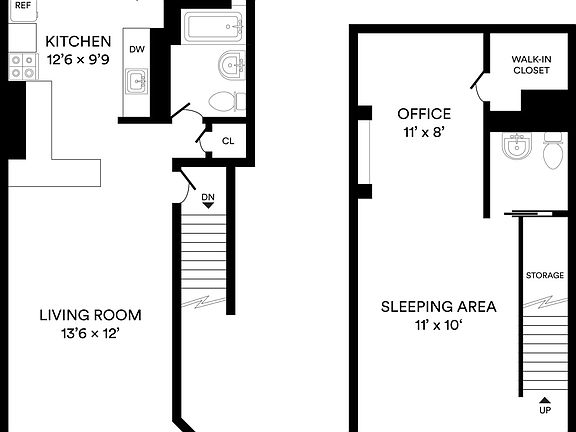 REF
KITCHEN
12'6 × 9'9
DW
CL
DN
LIVING ROOM
13'6 × 12'
WALK-IN
CLOSET
OFFICE
11' x 8'
STORAGE
SLEEPING AREA
11' x 10'
UP